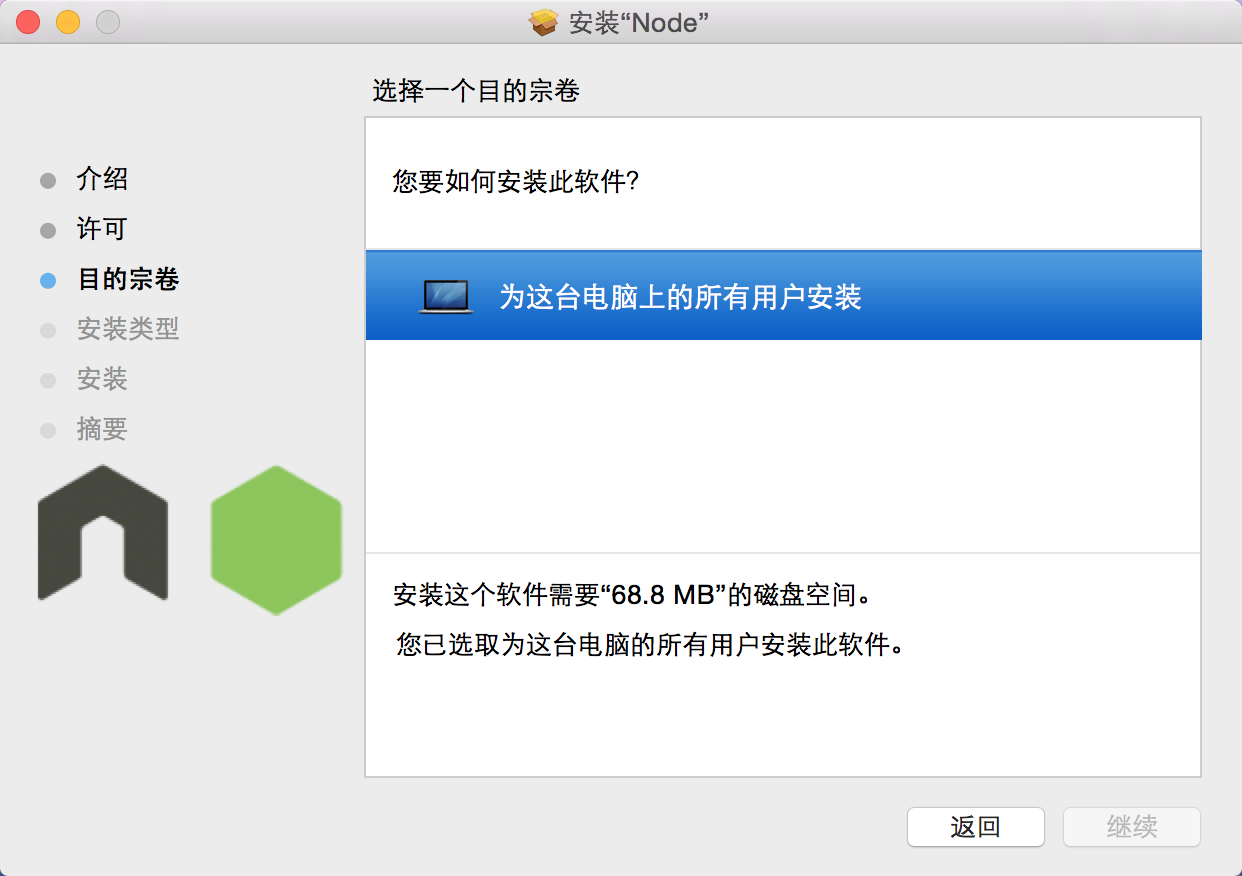 安装“Node”
选择一个目的宗卷
介绍
许可
目的宗卷
安装类型
安装
摘要
您要如何安装此软件？
为这台电脑上的所有用户安装
安装这个软件需要“68.8 MB”的磁盘空间。
您已选取为这台电脑的所有用户安装此软件。
返回
继续